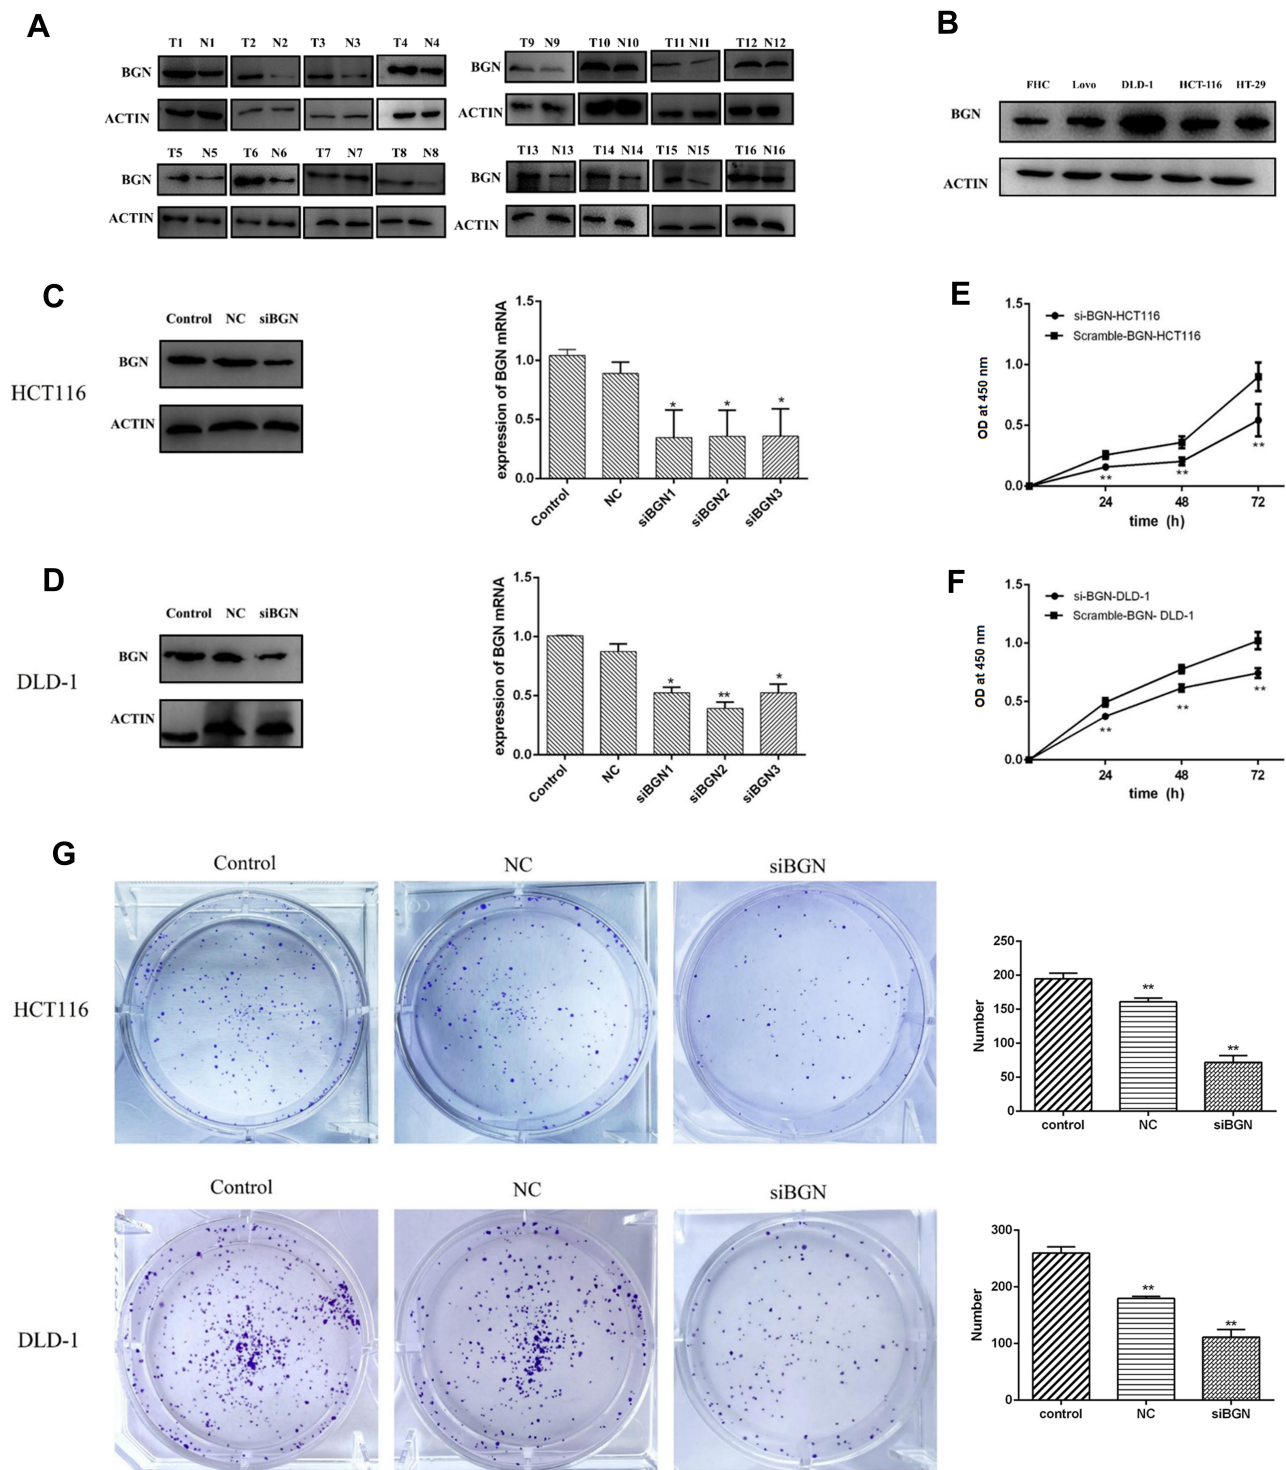 A
T1 N1 T2 N2 T3 N3 T4 N4
BGN
ACTIN
T5 N5 T6 N6 T7 N7 T8 N8
BGN
ACTIN
T9 N9 T10 N10 T11 N11 T12 N12
BGN
ACTIN
T13 N13 T14 N14 T15 N15 T16 N16
BGN
ACTIN
B
FHC Lovo DLD-1 HCT-116 HT-29
BGN
ACTIN
C
HCT116
Control NC siBGN
BGN
ACTIN
expression of BGN mRNA
1.5
1.0
0.5
0.0
* * *
Control NC siBGN1 siBGN2 siBGN3
E
OD at 450 nm
1.5
1.0
0.5
0.0
si-BGN-HCT116
Scramble-BGN-HCT116
** ** **
24 48 72
time (h)
D
DLD-1
Control NC siBGN
BGN
ACTIN
expression of BGN mRNA
1.5
1.0
0.5
0.0
* ** *
Control NC siBGN1 siBGN2 siBGN3
F
OD at 450 nm
1.5
1.0
0.5
0.0
si-BGN-DLD-1
Scramble-BGN- DLD-1
** ** **
24 48 72
time (h)
G
Control NC siBGN
HCT116
Number
250
200
150
100
50
0
** **
control NC siBGN
Control NC siBGN
DLD-1
Number
300
200
100
0
** **
control NC siBGN